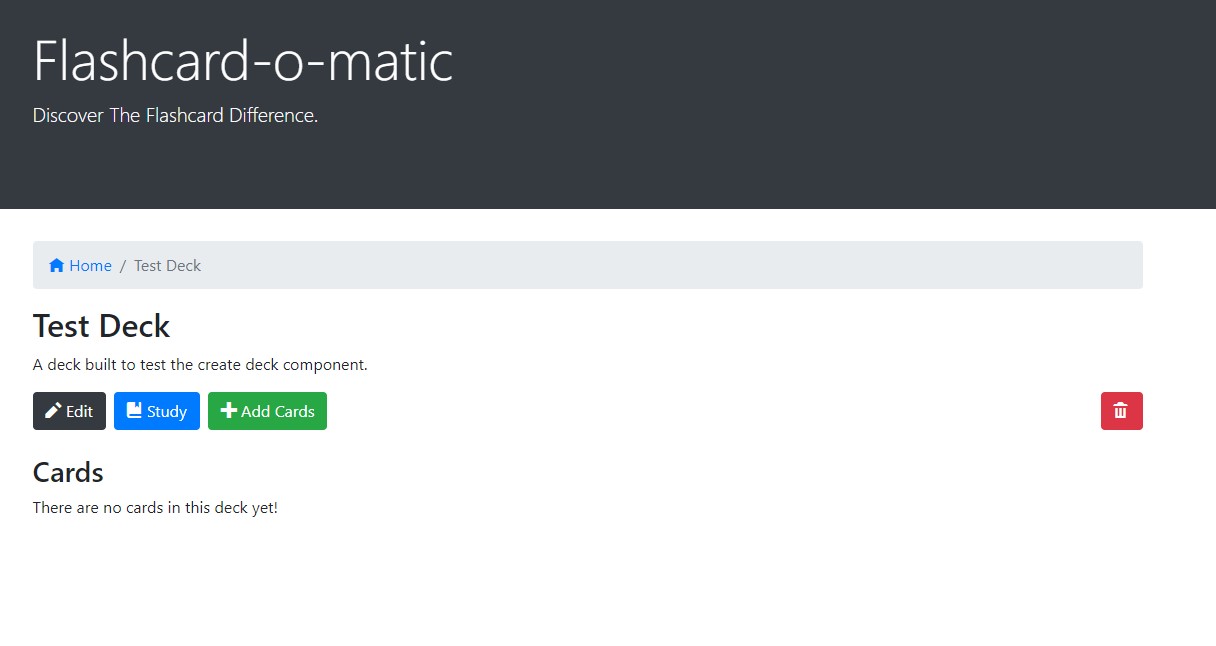 Flashcard-o-matic
Discover The Flashcard Difference.
Home / Test Deck
Test Deck
A deck built to test the create deck component.
Edit Study Add Cards
Cards
There are no cards in this deck yet!